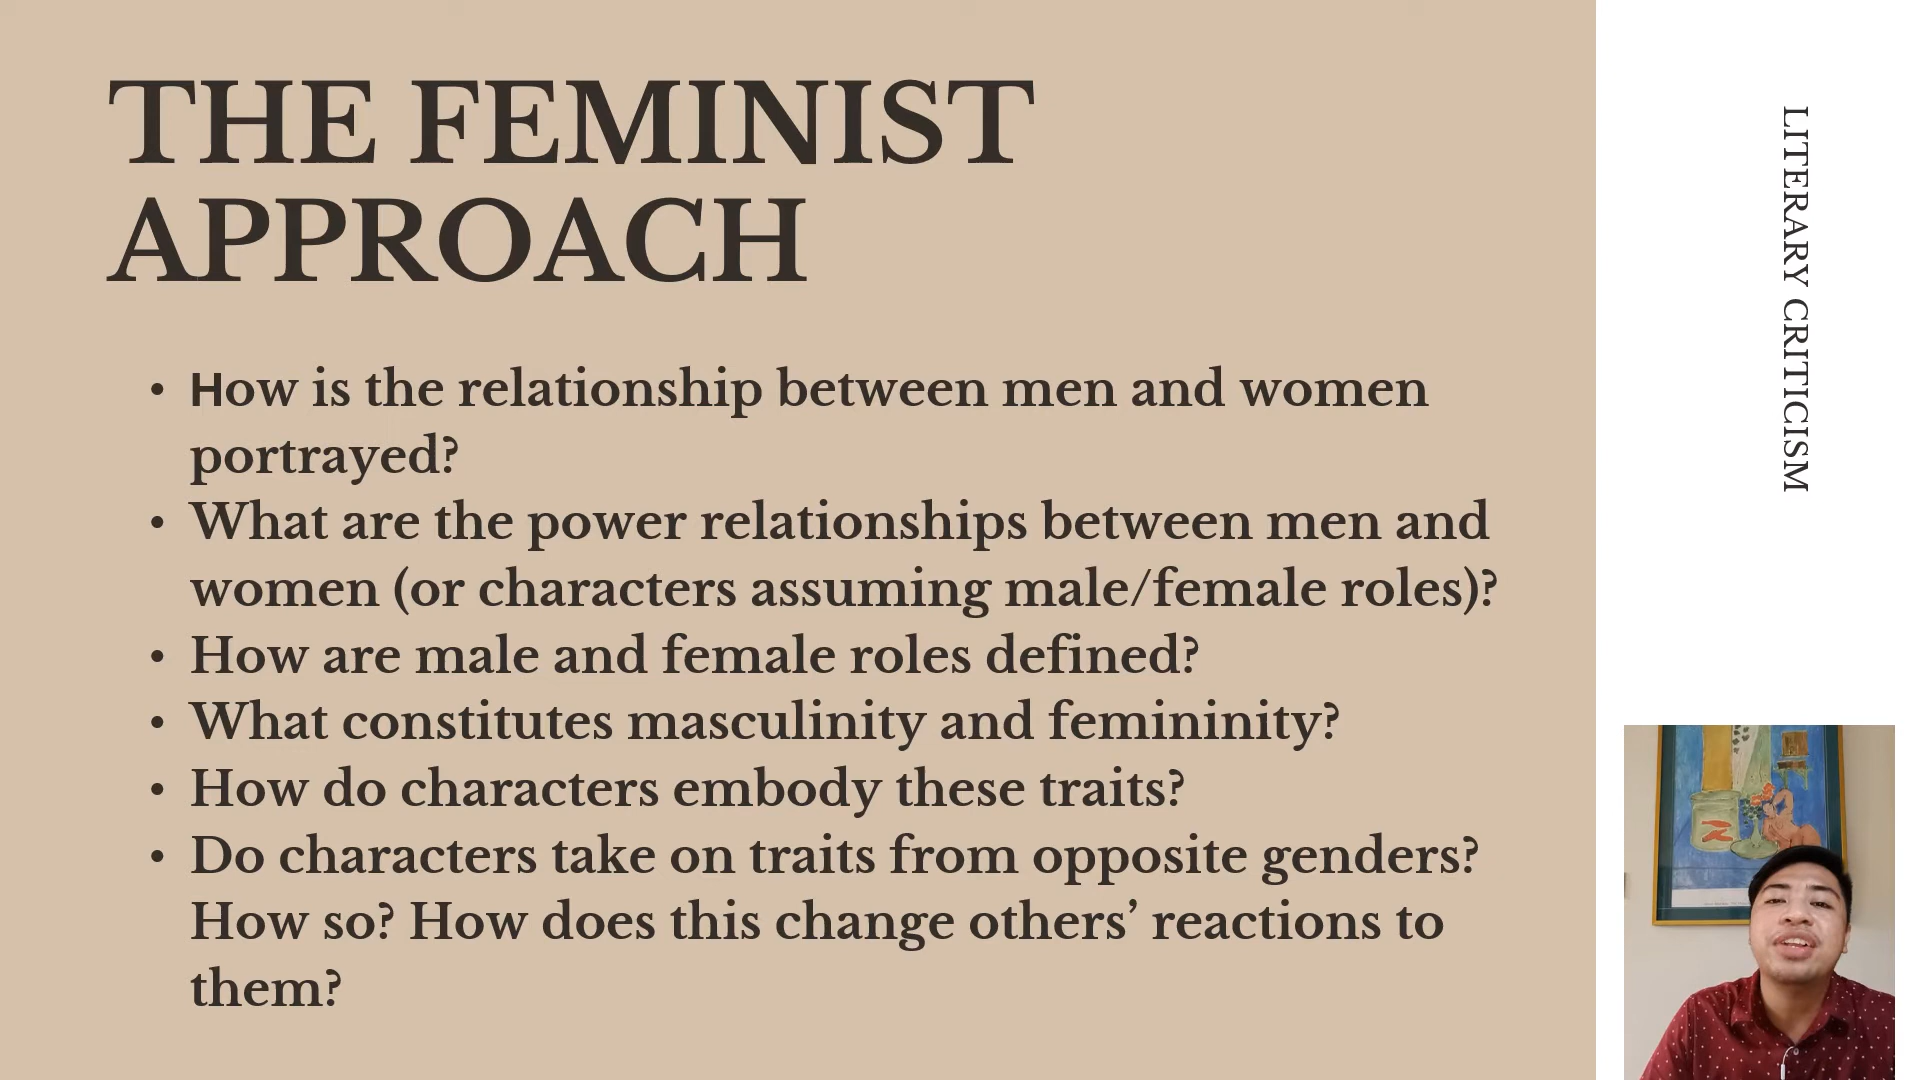 THE FEMINIST
APPROACH
• How is the relationship between men and women
portrayed?
• What are the power relationships between men and
women (or characters assuming male/female roles)?
• How are male and female roles defined?
• What constitutes masculinity and femininity?
• How do characters embody these traits?
• Do characters take on traits from opposite genders?
How so? How does this change others’ reactions to
them?
LITERARY CRITICISM